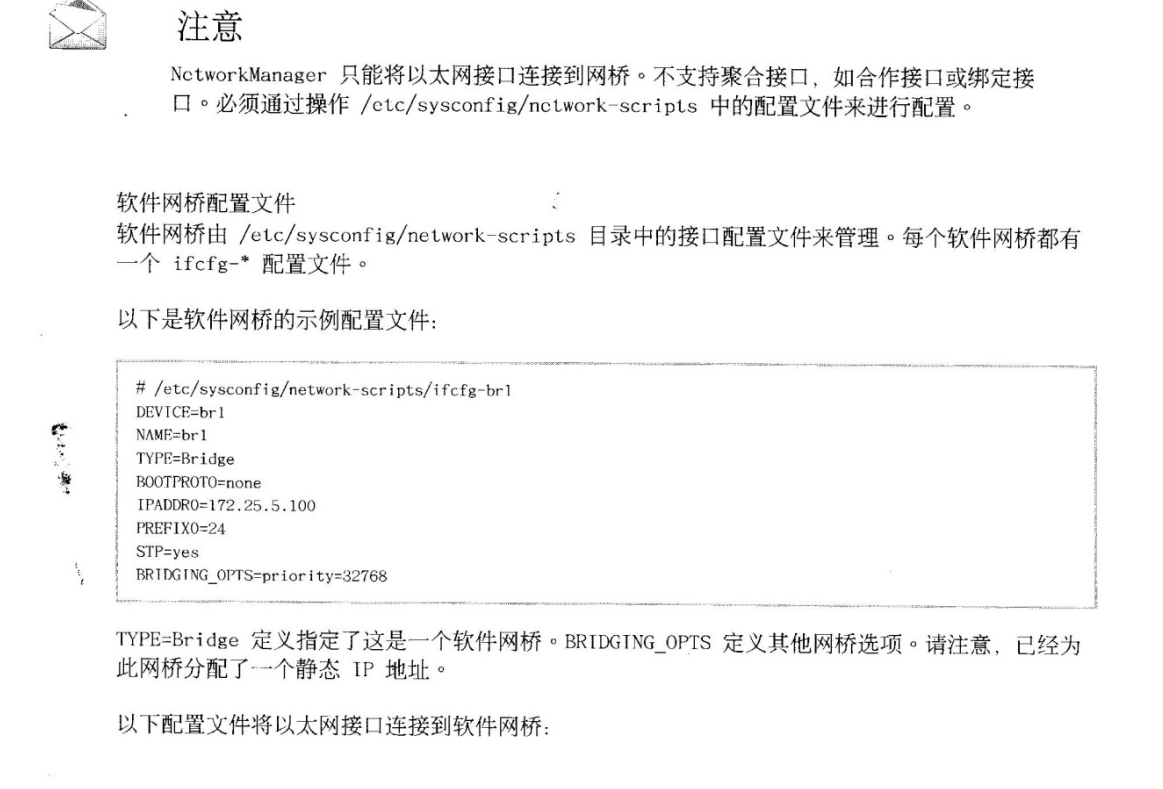 注意
NetworkManager 只能将以太网接口连接到网桥。不支持聚合接口，如合作接口或绑定接
口。必须通过操作 /etc/sysconfig/network-scripts 中的配置文件来进行配置。
软件网桥配置文件
软件网桥由 /etc/sysconfig/network-scripts 目录中的接口配置文件来管理。每个软件网桥都有
一个 ifcfg-* 配置文件。
以下是软件网桥的示例配置文件:
# /etc/sysconfig/network-scripts/ifcfg-br1
DEVICE=br1
NAME=br1
TYPE=Bridge
BOOTPROTO=none
IPADDR0=172.25.5.100
PREFIX0=24
STP=yes
BRIDGING_OPTS=priority=32768
TYPE=Bridge 定义指定了这是一个软件网桥。BRIDGING_OPTS 定义其他网桥选项。请注意，已经为
此网桥分配了一个静态 IP 地址。
以下配置文件将以太网接口连接到软件网桥: